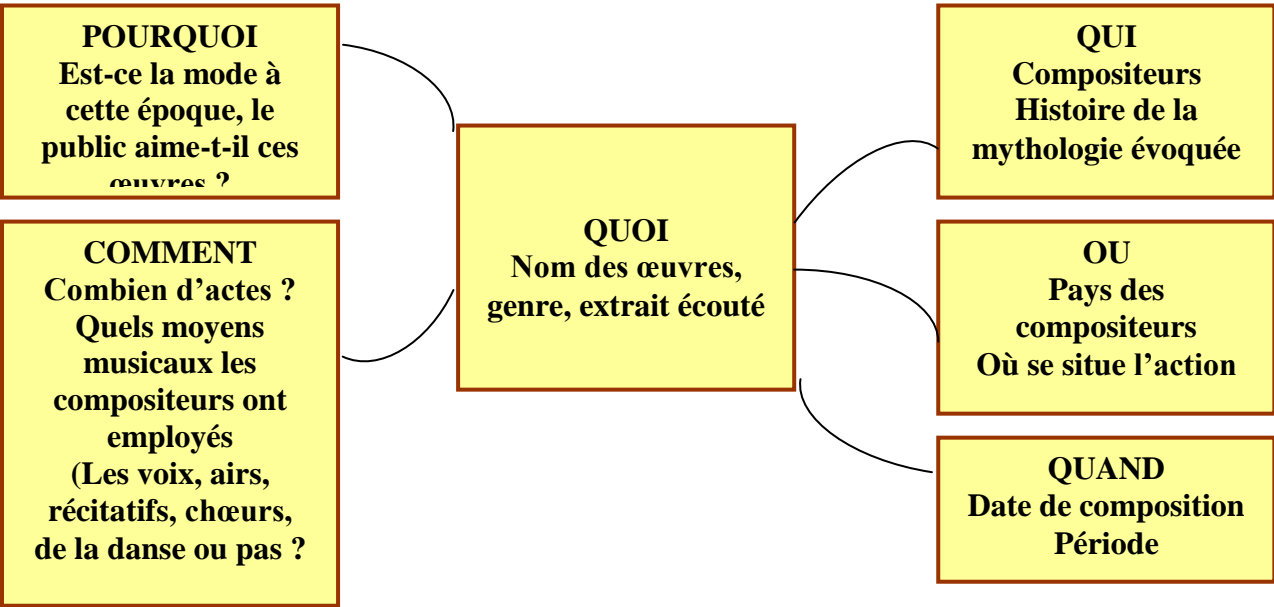 POURQUOI
Est-ce la mode à
cette époque, le
public aime-t-il ces
œuvres ?
COMMENT
Combien d’actes ?
Quels moyens
musicaux les
compositeurs ont
employés
(Les voix, airs,
récitatifs, chœurs,
de la danse ou pas ?
QUOI
Nom des œuvres,
genre, extrait écouté
QUI
Compositeurs
Histoire de la
mythologie évoquée
OU
Pays des
compositeurs
Où se situe l’action
QUAND
Date de composition
Période